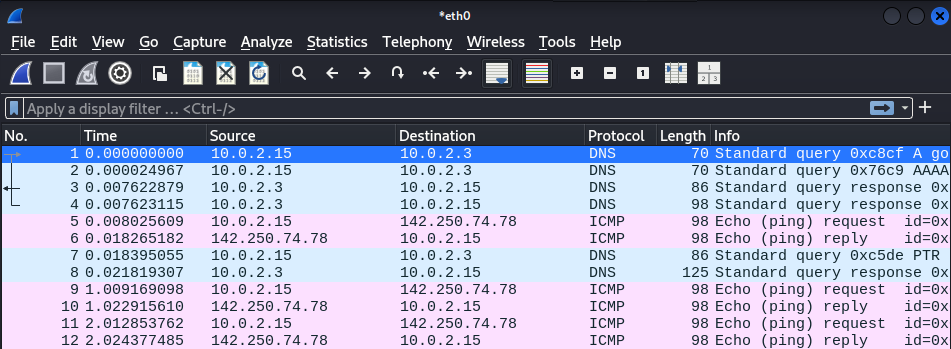 *eth0
File Edit View Go Capture Analyze Statistics Telephony Wireless Tools Help
Apply a display filter ... <Ctrl-/>
No. Time Source Destination Protocol Length Info
1 0.000000000 10.0.2.15 10.0.2.3 DNS 70 Standard query 0xc8cf A go
2 0.000024967 10.0.2.15 10.0.2.3 DNS 70 Standard query 0x76c9 AAAA
3 0.007622879 10.0.2.3 10.0.2.15 DNS 86 Standard query response 0x
4 0.007623115 10.0.2.3 10.0.2.15 DNS 98 Standard query response 0x
5 0.008025609 10.0.2.15 142.250.74.78 ICMP 98 Echo (ping) request id=0x
6 0.018265182 142.250.74.78 10.0.2.15 ICMP 98 Echo (ping) reply id=0x
7 0.018395055 10.0.2.15 10.0.2.3 DNS 86 Standard query 0xc5de PTR
8 0.021819307 10.0.2.3 10.0.2.15 DNS 125 Standard query response 0x
9 1.009169098 10.0.2.15 142.250.74.78 ICMP 98 Echo (ping) request id=0x
10 1.022915610 142.250.74.78 10.0.2.15 ICMP 98 Echo (ping) reply id=0x
11 2.012853762 10.0.2.15 142.250.74.78 ICMP 98 Echo (ping) request id=0x
12 2.024377485 142.250.74.78 10.0.2.15 ICMP 98 Echo (ping) reply id=0x